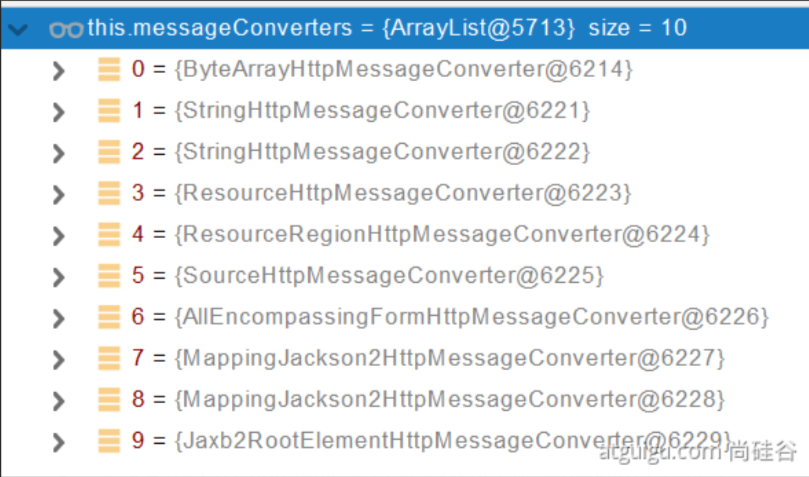 this.messageConverters = {ArrayList@5713} size = 10
0 = {ByteArrayHttpMessageConverter@6214}
1 = {StringHttpMessageConverter@6221}
2 = {StringHttpMessageConverter@6222}
3 = {ResourceHttpMessageConverter@6223}
4 = {ResourceRegionHttpMessageConverter@6224}
5 = {SourceHttpMessageConverter@6225}
6 = {AllEncompassingFormHttpMessageConverter@6226}
7 = {MappingJackson2HttpMessageConverter@6227}
8 = {MappingJackson2HttpMessageConverter@6228}
9 = {Jaxb2RootElementHttpMessageConverter@6229}
atguigu.com 尚硅谷